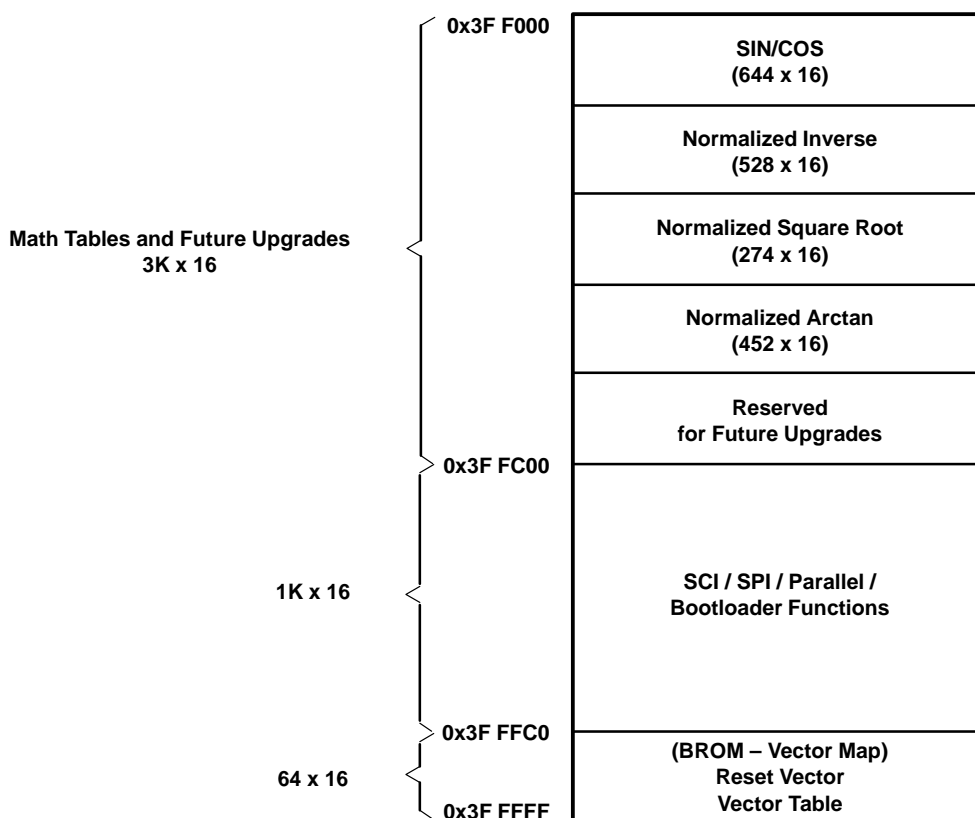 0x3F F000
SIN/COS
(644 x 16)
Normalized Inverse
(528 x 16)
Math Tables and Future Upgrades
3K x 16
Normalized Square Root
(274 x 16)
Normalized Arctan
(452 x 16)
Reserved
for Future Upgrades
0x3F FC00
1K x 16
SCI / SPI / Parallel /
Bootloader Functions
0x3F FFC0
64 x 16
(BROM – Vector Map)
Reset Vector
Vector Table
0x3F FFFF